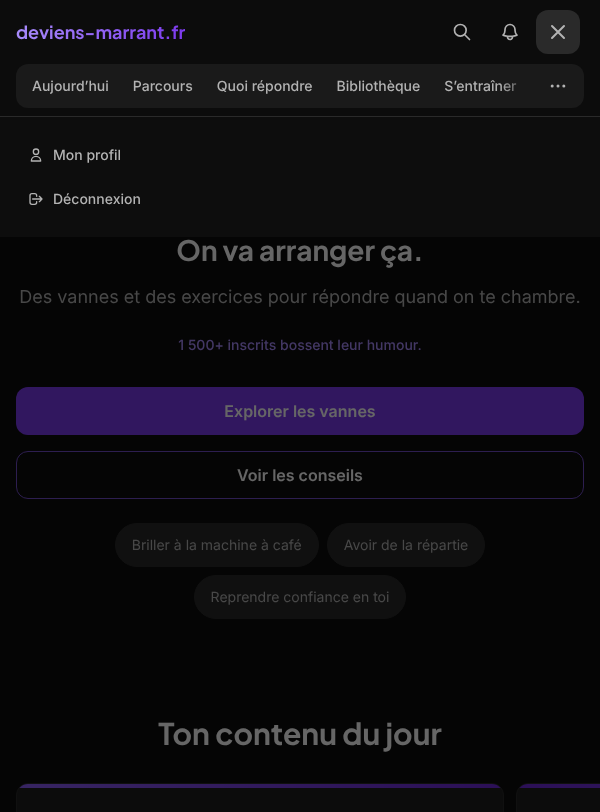 deviens-marrant.fr
Aujourd’hui Parcours Quoi répondre Bibliothèque S’entraîner
Mon profil
Déconnexion
On va arranger ça.
Des vannes et des exercices pour répondre quand on te chambre.
1 500+ inscrits bossent leur humour.
Explorer les vannes
Voir les conseils
Briller à la machine à café Avoir de la répartie
Reprendre confiance en toi
Ton contenu du jour